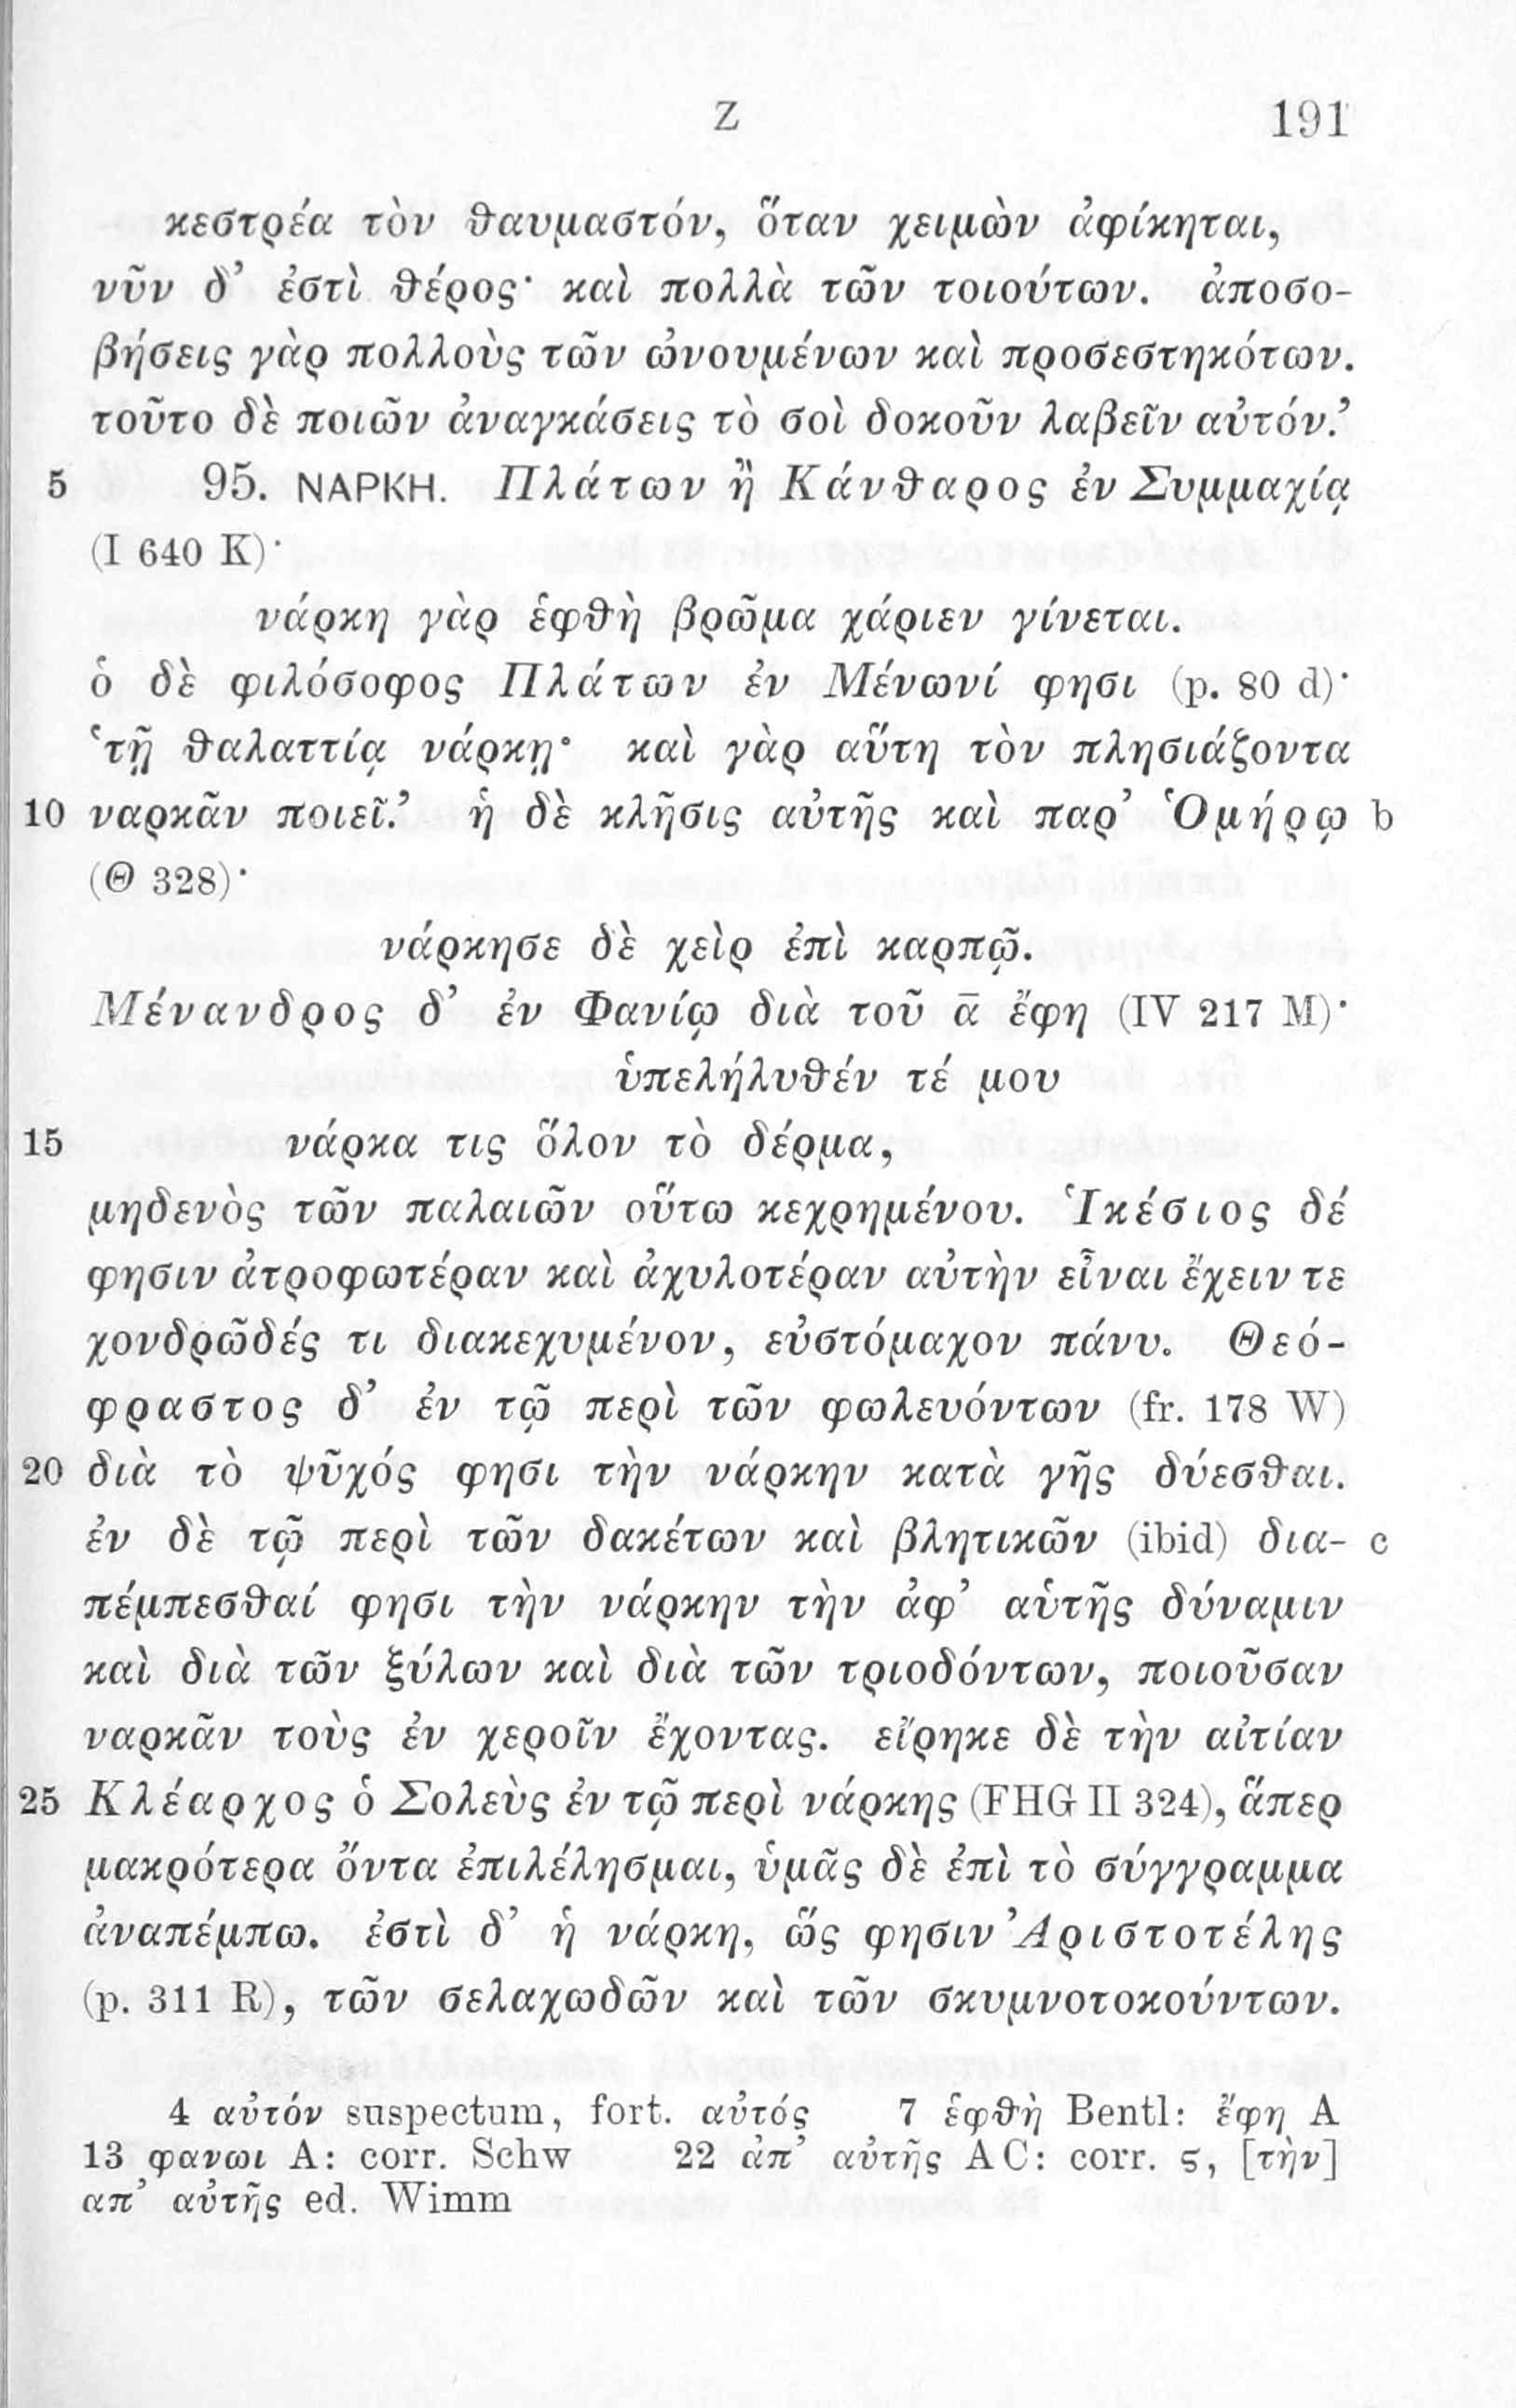 Z 191
κεστρέα τὸν θαυμαστόν, ὅταν χειμὼν ἀφίκηται,
νῦν δ’ ἐστὶ θέρος· καὶ πολλὰ τῶν τοιούτων. ἀποσο-
βήσεις γὰρ πολλοὺς τῶν ὠνουμένων καὶ προσεστηκότων.
τοῦτο δὲ ποιῶν ἀναγκάσεις τὸ σοὶ δοκοῦν λαβεῖν αὐτόν.’
5 95. ΝΑΡΚΗ. Πλάτων ἢ Κάνθαρος ἐν Συμμαχίᾳ
(I 640 K)·
νάρκη γὰρ ἑφθὴ βρῶμα χάριεν γίνεται.
ὁ δὲ φιλόσοφος Πλάτων ἐν Μένωνί φησι (p. 80 d)·
‘τῇ θαλαττίᾳ νάρκῃ· καὶ γὰρ αὕτη τὸν πλησιάζοντα
10 ναρκᾶν ποιεῖ.’ ἡ δὲ κλῆσις αὐτῆς καὶ παρ’ Ὁμήρῳ b
(Θ 328)·
νάρκησε δὲ χεὶρ ἐπὶ καρπῷ.
Μένανδρος δ’ ἐν Φανίῳ διὰ τοῦ ᾱ ἔφη (IV 217 M)·
ὑπελήλυθέν τέ μου
15 νάρκα τις ὅλον τὸ δέρμα,
μηδενὸς τῶν παλαιῶν οὕτω κεχρημένου. Ἱκέσιος δέ
φησιν ἀτροφωτέραν καὶ ἀχυλοτέραν αὐτὴν εἶναι ἔχειν τε
χονδρῶδές τι διακεχυμένον, εὐστόμαχον πάνυ. Θεό-
φραστος δ’ ἐν τῷ περὶ τῶν φωλευόντων (fr. 178 W)
20 διὰ τὸ ψῦχός φησι τὴν νάρκην κατὰ γῆς δύεσθαι.
ἐν δὲ τῷ περὶ τῶν δακέτων καὶ βλητικῶν (ibid) δια- c
πέμπεσθαί φησι τὴν νάρκην τὴν ἀφ’ αὑτῆς δύναμιν
καὶ διὰ τῶν ξύλων καὶ διὰ τῶν τριοδόντων, ποιοῦσαν
ναρκᾶν τοὺς ἐν χεροῖν ἔχοντας. εἴρηκε δὲ τὴν αἰτίαν
25 Κλέαρχος ὁ Σολεὺς ἐν τῷ περὶ νάρκης (FHG II 324), ἅπερ
μακρότερα ὄντα ἐπιλέλησμαι, ὑμᾶς δὲ ἐπὶ τὸ σύγγραμμα
ἀναπέμπω. ἐστὶ δ’ ἡ νάρκη, ὥς φησιν Ἀριστοτέλης
(p. 311 R), τῶν σελαχωδῶν καὶ τῶν σκυμνοτοκούντων.
4 αὐτόν suspectum, fort. αὐτός 7 ἑφθὴ Bentl: ἔφη A
13 φανωι A: corr. Schw 22 ἀπ’ αὐτῆς AC: corr. ς, [τὴν]
απ’ αὐτῆς ed. Wimm